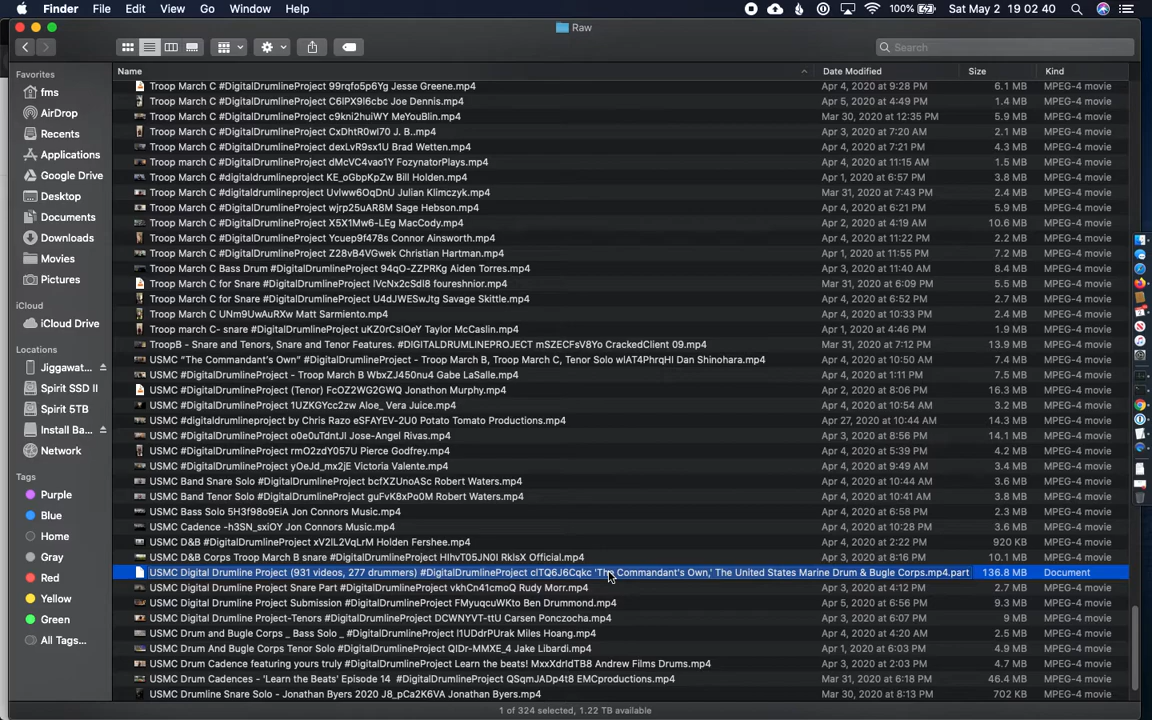 Finder File Edit View Go Window Help 100% Sat May 2 19 02 40
Raw
Search
Favorites
fms
AirDrop
Recents
Applications
Google Drive
Desktop
Documents
Downloads
Movies
Pictures
iCloud
iCloud Drive
Locations
Jiggawat...
Spirit SSD II
Spirit 5TB
Install Ba...
Network
Tags
Purple
Blue
Home
Gray
Red
Yellow
Green
All Tags...
Name Date Modified Size Kind
Troop March C #DigitalDrumlineProject 99rqfo5p6Yg Jesse Greene.mp4 Apr 4, 2020 at 9:28 PM 6.1 MB MPEG-4 movie
Troop March C #DigitalDrumlineProject C6IPX9I6cbc Joe Dennis.mp4 Apr 5, 2020 at 4:49 PM 1.4 MB MPEG-4 movie
Troop March C #DigitalDrumlineProject c9kni2huiWY MeYouBlin.mp4 Mar 30, 2020 at 12:35 PM 5.9 MB MPEG-4 movie
Troop March C #DigitalDrumlineProject CxDhtR0wI70 J. B..mp4 Apr 3, 2020 at 7:20 AM 2.1 MB MPEG-4 movie
Troop March C #DigitalDrumlineProject dexLvR9sx1U Brad Wetten.mp4 Apr 4, 2020 at 7:21 PM 4.3 MB MPEG-4 movie
Troop march C #DigitalDrumlineProject dMcVC4vao1Y FozynatorPlays.mp4 Apr 4, 2020 at 11:15 AM 1.5 MB MPEG-4 movie
Troop March C #digitaldrumlineproject KE_oGbpKpZw Bill Holden.mp4 Apr 1, 2020 at 6:57 PM 3.8 MB MPEG-4 movie
Troop March C #digitaldrumlineproject UvIww6OqDnU Julian Klimczyk.mp4 Mar 31, 2020 at 7:43 PM 2.4 MB MPEG-4 movie
Troop March C #DigitalDrumlineProject wjrp25uAR8M Sage Hebson.mp4 Apr 4, 2020 at 6:21 PM 5.9 MB MPEG-4 movie
Troop March C #DigitalDrumlineProject X5X1Mw6-LEg MacCody.mp4 Apr 2, 2020 at 4:19 AM 10.6 MB MPEG-4 movie
Troop March C #DigitalDrumlineProject Ycuep9f478s Connor Ainsworth.mp4 Apr 4, 2020 at 11:22 PM 2.2 MB MPEG-4 movie
Troop March C #DigitalDrumlineProject Z28vB4VGwek Christian Hartman.mp4 Apr 1, 2020 at 11:55 PM 7.2 MB MPEG-4 movie
Troop March C Bass Drum #DigitalDrumlineProject 94qO-ZZPRKg Aiden Torres.mp4 Apr 3, 2020 at 11:40 AM 8.4 MB MPEG-4 movie
Troop March C for Snare #DigitalDrumlineProject IVcNx2cSdI8 foureshnior.mp4 Mar 31, 2020 at 6:09 PM 5.5 MB MPEG-4 movie
Troop March C for Snare #DigitalDrumlineProject U4dJWESwJtg Savage Skittle.mp4 Apr 4, 2020 at 6:52 PM 2.7 MB MPEG-4 movie
Troop March C UNm9UwAuRXw Matt Sarmiento.mp4 Apr 4, 2020 at 10:33 PM 2.4 MB MPEG-4 movie
Troop march C- snare #DigitalDrumlineProject uKZ0rCsIOeY Taylor McCaslin.mp4 Apr 1, 2020 at 4:46 PM 1.9 MB MPEG-4 movie
TroopB - Snare and Tenors, Snare and Tenor Features. #DIGITALDRUMLINEPROJECT mSZECFsV8Yo CrackedClient 09.mp4 Mar 31, 2020 at 7:12 PM 13.9 MB MPEG-4 movie
USMC "The Commandant's Own" #DigitalDrumlineProject - Troop March B, Troop March C, Tenor Solo wIAT4PhrqHI Dan Shinohara.mp4 Apr 4, 2020 at 10:50 AM 7.4 MB MPEG-4 movie
USMC #DigitalDrumlineProject - Troop March B WbxZJ450nu4 Gabe LaSalle.mp4 Apr 4, 2020 at 1:11 PM 7.5 MB MPEG-4 movie
USMC #DigitalDrumlineProject (Tenor) FcOZ2WG2GWQ Jonathon Murphy.mp4 Apr 2, 2020 at 8:06 PM 16.3 MB MPEG-4 movie
USMC #DigitalDrumlineProject 1UZKGYcc2zw Aloe_ Vera Juice.mp4 Apr 4, 2020 at 10:54 AM 3.2 MB MPEG-4 movie
USMC #digitaldrumlineproject by Chris Razo eSFAYEV-2U0 Potato Tomato Productions.mp4 Apr 27, 2020 at 10:44 AM 14.3 MB MPEG-4 movie
USMC #DigitalDrumlineProject o0e0uTdntJI Jose-Angel Rivas.mp4 Apr 3, 2020 at 8:56 PM 14.1 MB MPEG-4 movie
USMC #DigitalDrumlineProject rmO2zdY057U Pierce Godfrey.mp4 Apr 4, 2020 at 5:39 PM 4.2 MB MPEG-4 movie
USMC #DigitalDrumlineProject yOeJd_mx2jE Victoria Valente.mp4 Apr 4, 2020 at 9:49 AM 3.4 MB MPEG-4 movie
USMC Band Snare Solo #DigitalDrumlineProject bcfXZUnoASc Robert Waters.mp4 Apr 4, 2020 at 10:44 AM 3.6 MB MPEG-4 movie
USMC Band Tenor Solo #DigitalDrumlineProject guFvK8xPo0M Robert Waters.mp4 Apr 4, 2020 at 10:41 AM 3.8 MB MPEG-4 movie
USMC Bass Solo 5H3f98o9EiA Jon Connors Music.mp4 Apr 4, 2020 at 6:58 PM 2.3 MB MPEG-4 movie
USMC Cadence -h3SN_sxiOY Jon Connors Music.mp4 Apr 4, 2020 at 10:28 PM 3.6 MB MPEG-4 movie
USMC D&B #DigitalDrumlineProject xV2IL2VqLrM Holden Fershee.mp4 Apr 4, 2020 at 2:22 PM 920 KB MPEG-4 movie
USMC D&B Corps Troop March B snare #DigitalDrumlineProject HIhvT05JN0I RklsX Official.mp4 Apr 3, 2020 at 8:16 PM 10.1 MB MPEG-4 movie
USMC Digital Drumline Project (931 videos, 277 drummers) #DigitalDrumlineProject cITQ6J6Cqkc 'The Commandant's Own,' The United States Marine Drum & Bugle Corps.mp4.part 136.8 MB Document
USMC Digital Drumline Project Snare Part #DigitalDrumlineProject vkhCn41cmoQ Rudy Morr.mp4 Apr 3, 2020 at 4:12 PM 2.7 MB MPEG-4 movie
USMC Digital Drumline Project Submission #DigitalDrumlineProject FMyuqcuWKto Ben Drummond.mp4 Apr 5, 2020 at 6:56 PM 9.3 MB MPEG-4 movie
USMC Digital Drumline Project-Tenors #DigitalDrumlineProject DCWNYVT-ttU Carsen Ponczocha.mp4 Apr 3, 2020 at 6:07 PM 9 MB MPEG-4 movie
USMC Drum and Bugle Corps _ Bass Solo _ #DigitalDrumlineProject I1UDdrPUrak Miles Hoang.mp4 Apr 4, 2020 at 4:20 AM 2.5 MB MPEG-4 movie
USMC Drum And Bugle Corps Tenor Solo #DigitalDrumlineProject QIDr-MMXE_4 Jake Libardi.mp4 Apr 1, 2020 at 6:03 PM 4.9 MB MPEG-4 movie
USMC Drum Cadence featuring yours truly #DigitalDrumlineProject Learn the beats! MxxXdrIdTB8 Andrew Films Drums.mp4 Apr 3, 2020 at 2:03 PM 4.7 MB MPEG-4 movie
USMC Drum Cadences - 'Learn the Beats' Episode 14 #DigitalDrumlineProject QSqmJADp4t8 EMCproductions.mp4 Mar 31, 2020 at 6:18 PM 46.4 MB MPEG-4 movie
USMC Drumline Snare Solo - Jonathan Byers 2020 J8_pCa2K6VA Jonathan Byers.mp4 Mar 30, 2020 at 8:13 PM 702 KB MPEG-4 movie
1 of 324 selected, 1.22 TB available